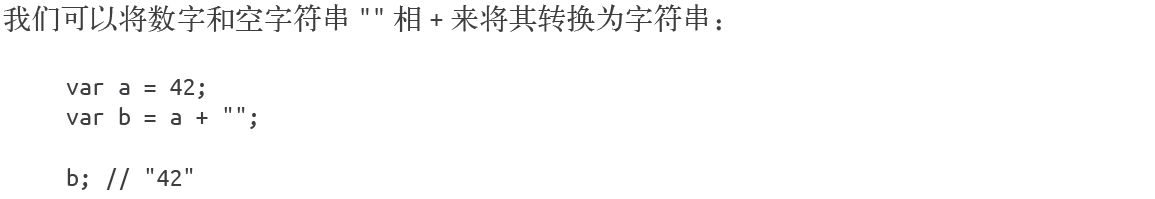 我们可以将数字和空字符串 "" 相 + 来将其转换为字符串：
var a = 42;
var b = a + "";
b; // "42"